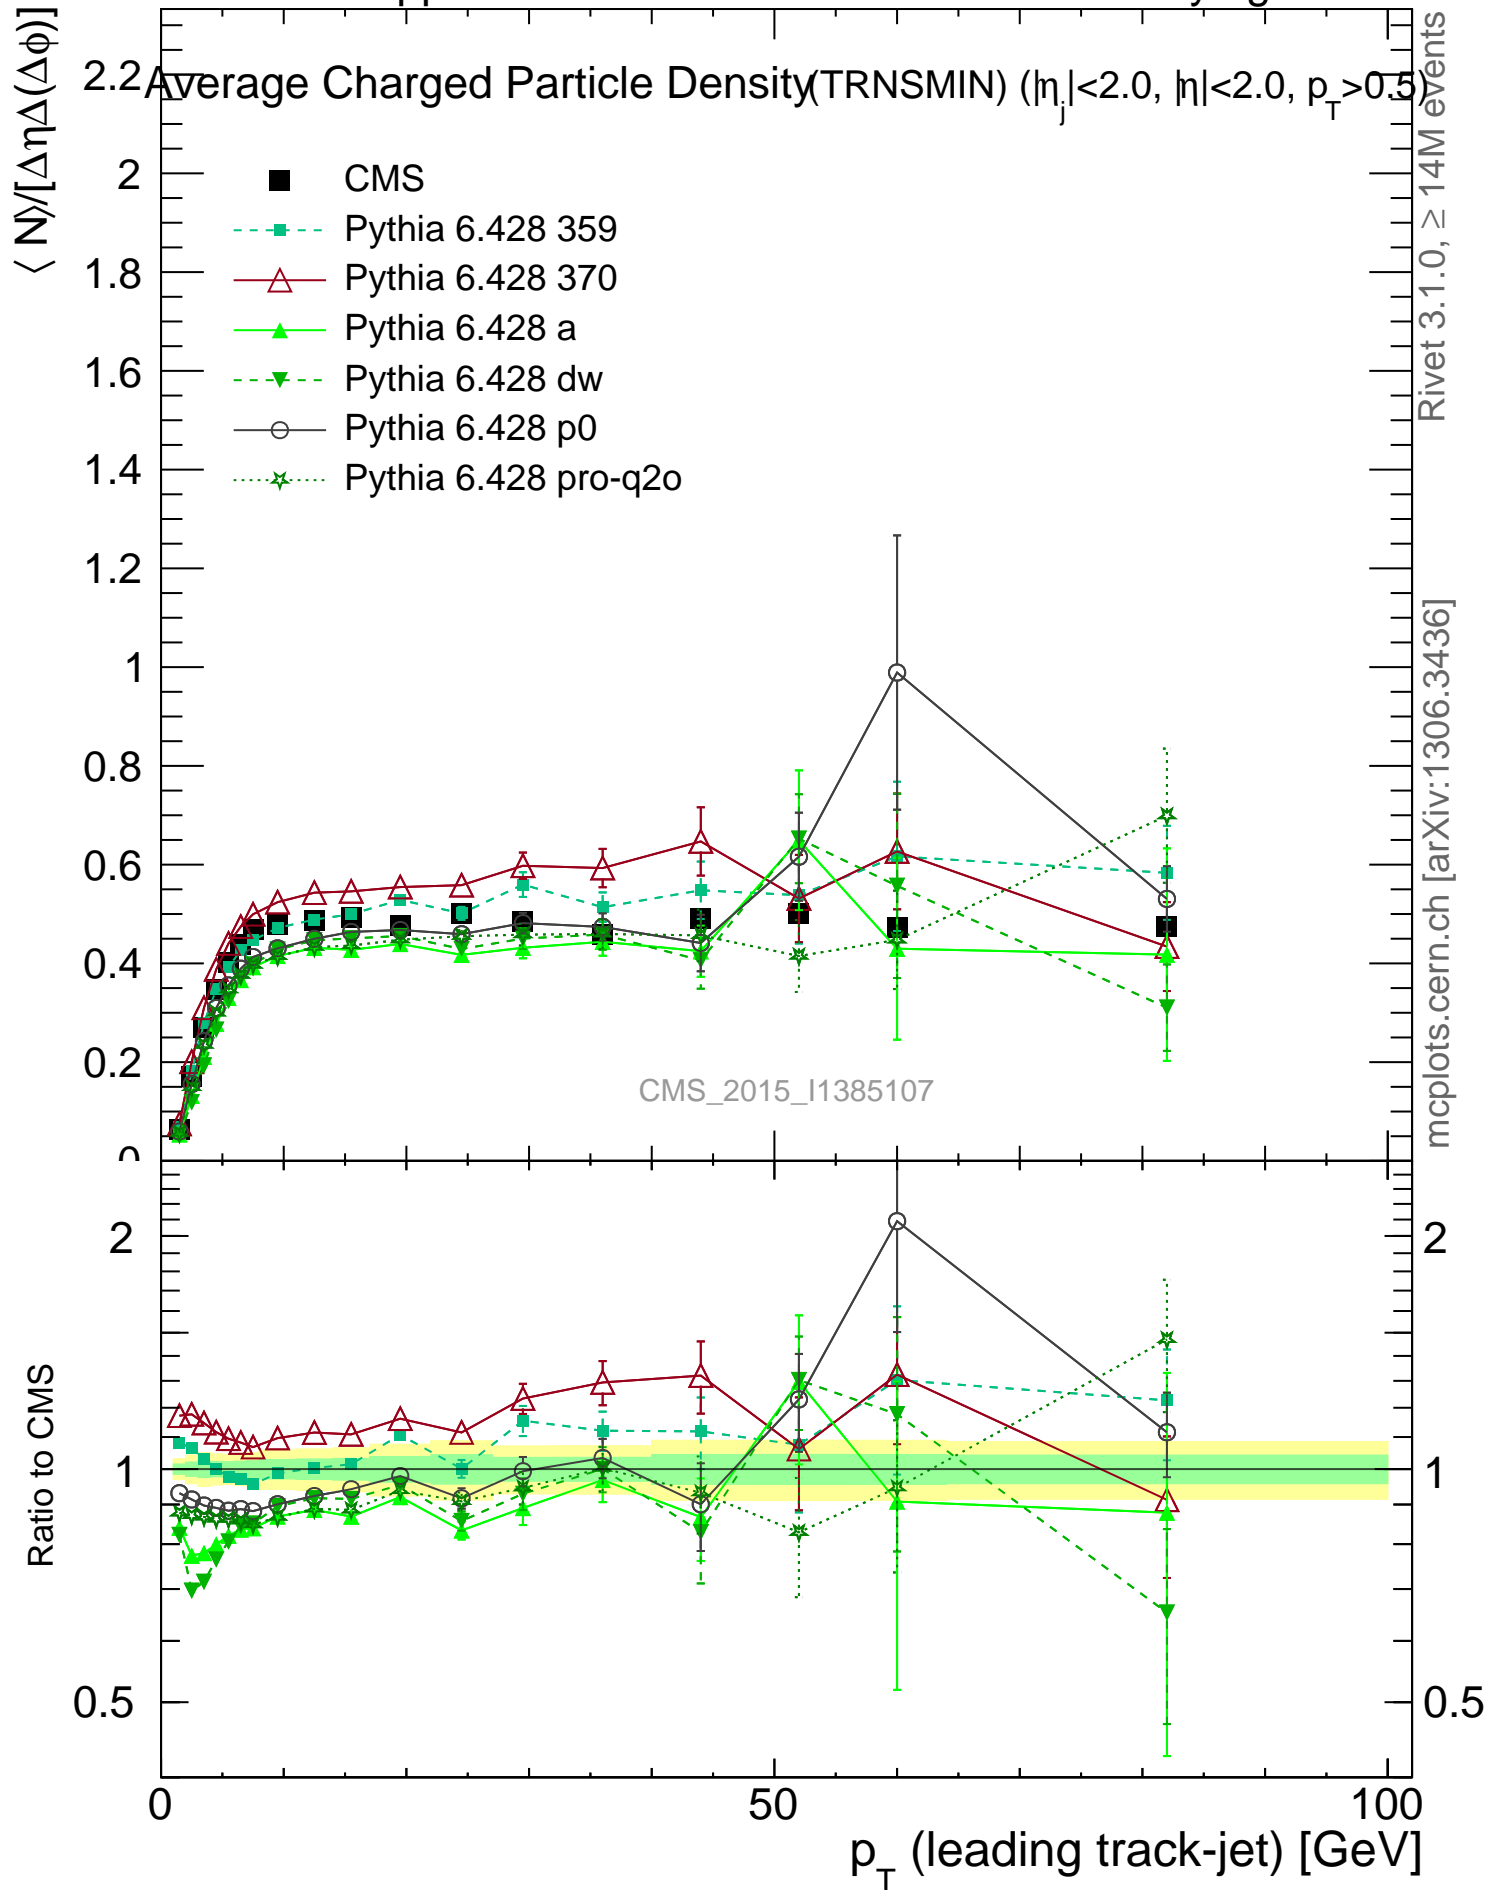 Average Charged Particle Density(TRNSMIN) (|η_j|<2.0, |η|<2.0, p_T>0.5)
⟨ N⟩/[ΔηΔ(Δϕ)]
2.2
2
1.8
1.6
1.4
1.2
1
0.8
0.6
0.4
0.2
0
CMS
Pythia 6.428 359
Pythia 6.428 370
Pythia 6.428 a
Pythia 6.428 dw
Pythia 6.428 p0
Pythia 6.428 pro-q2o
CMS_2015_I1385107
Rivet 3.1.0, ≥ 14M events
mcplots.cern.ch [arXiv:1306.3436]
Ratio to CMS
2
1
0.5
2
1
0.5
0
50
100
p_T (leading track-jet) [GeV]